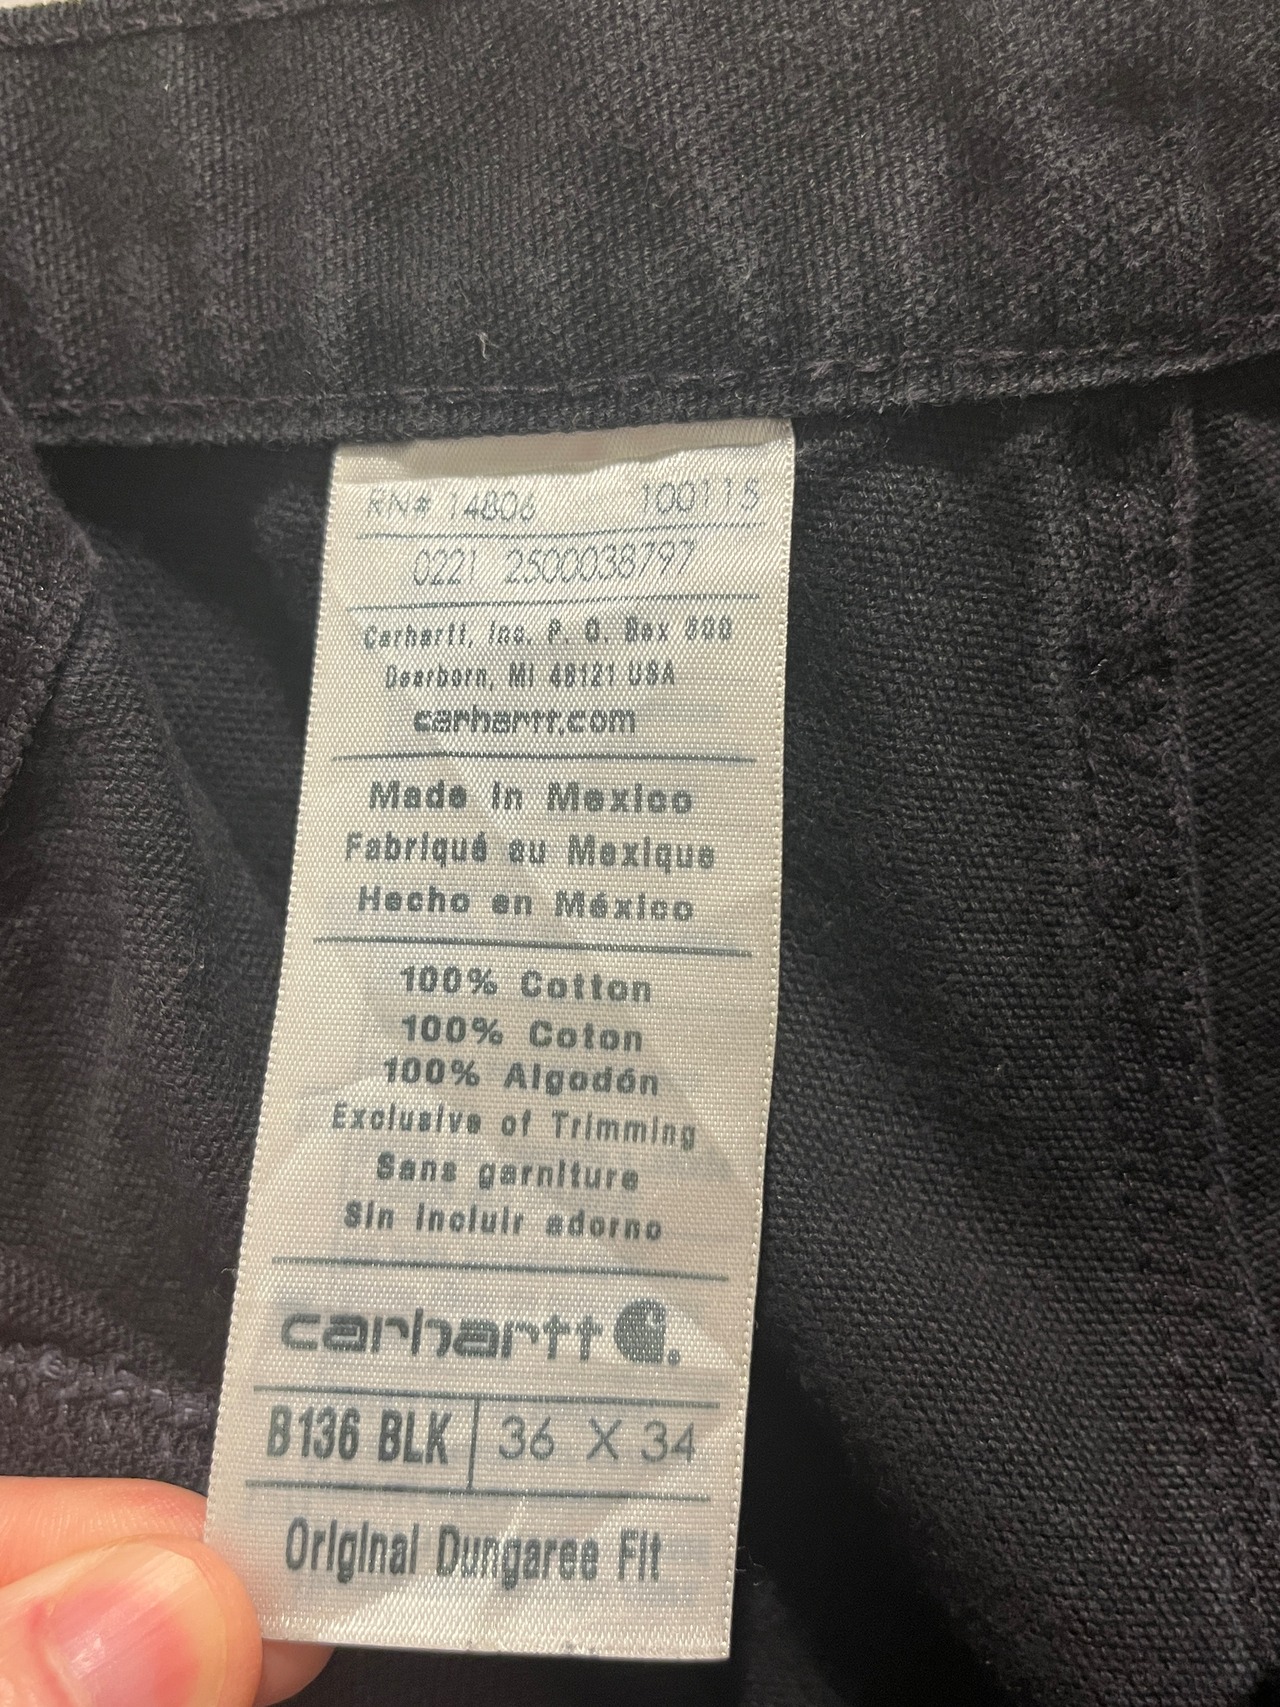 RN# 14806 100115
0221 2500038797
Carhartt, Inc. P. O. Box 600
Dearborn, MI 48121 USA
carhartt.com
Made in Mexico
Fabriqué au Mexique
Hecho en México
100% Cotton
100% Coton
100% Algodón
Exclusive of Trimming
Sans garniture
Sin incluir adorno
carhartt
B136 BLK 36 X 34
Original Dungaree Fit